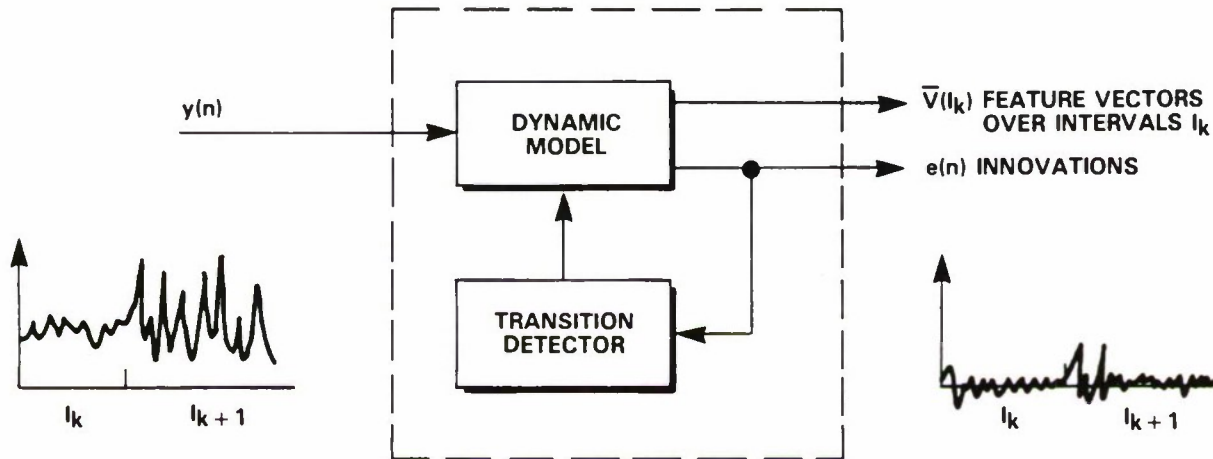 y(n)
DYNAMIC
MODEL
V̅(Iₖ) FEATURE VECTORS
OVER INTERVALS Iₖ
e(n) INNOVATIONS
TRANSITION
DETECTOR
Iₖ
Iₖ + 1
Iₖ
Iₖ + 1